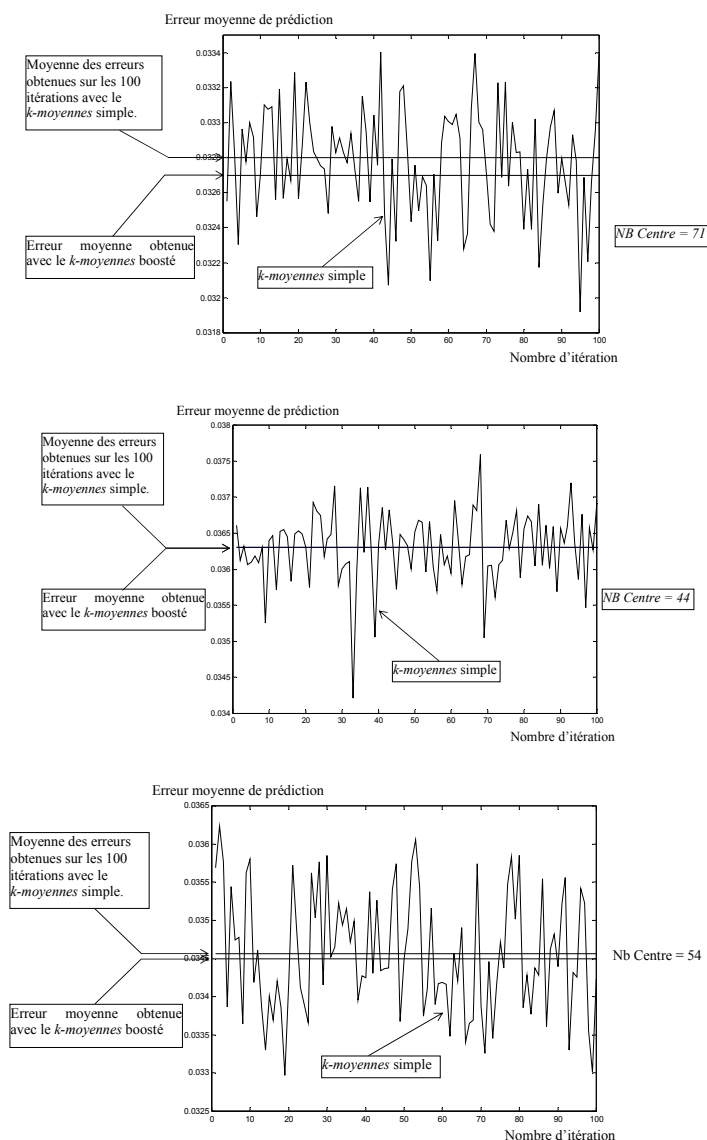 Erreur moyenne de prédiction
Moyenne des erreurs
obtenues sur les 100
itérations avec le
k-moyennes simple.
Erreur moyenne obtenue
avec le k-moyennes boosté
k-moyennes simple
NB Centre = 71
0.0334
0.0332
0.033
0.0328
0.0326
0.0324
0.0322
0.032
0.0318
0 10 20 30 40 50 60 70 80 90 100
Nombre d'itération
Erreur moyenne de prédiction
Moyenne des erreurs
obtenues sur les 100
itérations avec le
k-moyennes simple.
Erreur moyenne obtenue
avec le k-moyennes boosté
k-moyennes simple
NB Centre = 44
0.038
0.0375
0.037
0.0365
0.036
0.0355
0.035
0.0345
0.034
0 10 20 30 40 50 60 70 80 90 100
Nombre d'itération
Erreur moyenne de prédiction
Moyenne des erreurs
obtenues sur les 100
itérations avec le
k-moyennes simple.
Erreur moyenne obtenue
avec le k-moyennes boosté
k-moyennes simple
Nb Centre = 54
0.0365
0.036
0.0355
0.035
0.0345
0.034
0.0335
0.033
0.0325
0 10 20 30 40 50 60 70 80 90 100
Nombre d'itération